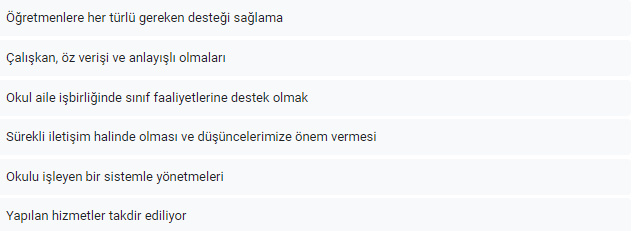 Öğretmenlere her türlü gereken desteği sağlama
Çalışkan, öz verişi ve anlayışlı olmaları
Okul aile işbirliğinde sınıf faaliyetlerine destek olmak
Sürekli iletişim halinde olması ve düşüncelerimize önem vermesi
Okulu işleyen bir sistemle yönetmeleri
Yapılan hizmetler takdir ediliyor